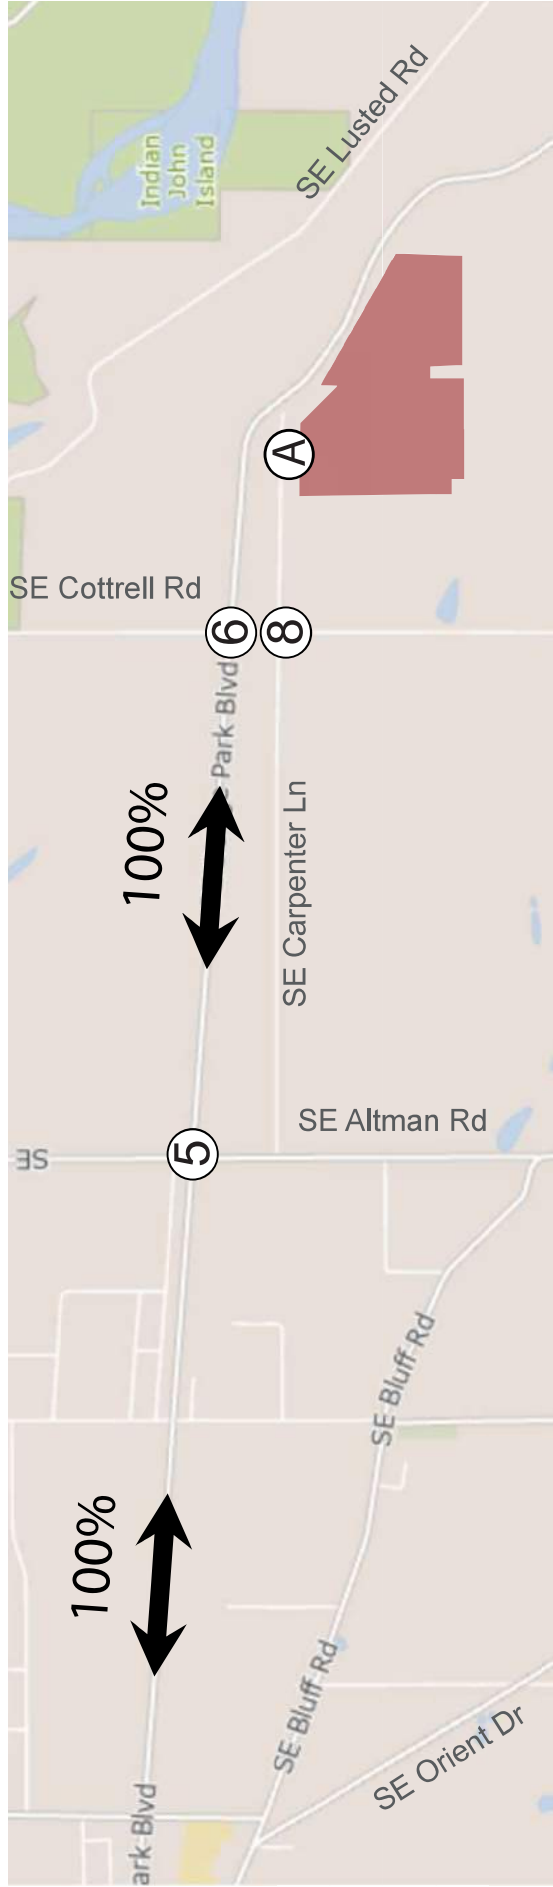 Indian
John
Island
SE Lusted Rd
A
SE Cottrell Rd
6
8
Park Blvd
100%
SE Carpenter Ln
SE Altman Rd
SE
5
SE Bluff Rd
100%
SE Bluff Rd
SE Orient Dr
ark Blvd